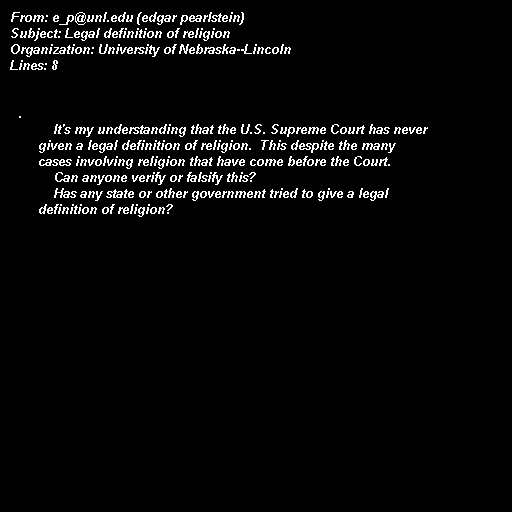 From: e_p@unl.edu (edgar pearlstein)
Subject: Legal definition of religion
Organization: University of Nebraska--Lincoln
Lines: 8
.
It's my understanding that the U.S. Supreme Court has never
given a legal definition of religion.  This despite the many
cases involving religion that have come before the Court.
Can anyone verify or falsify this?
Has any state or other government tried to give a legal
definition of religion?